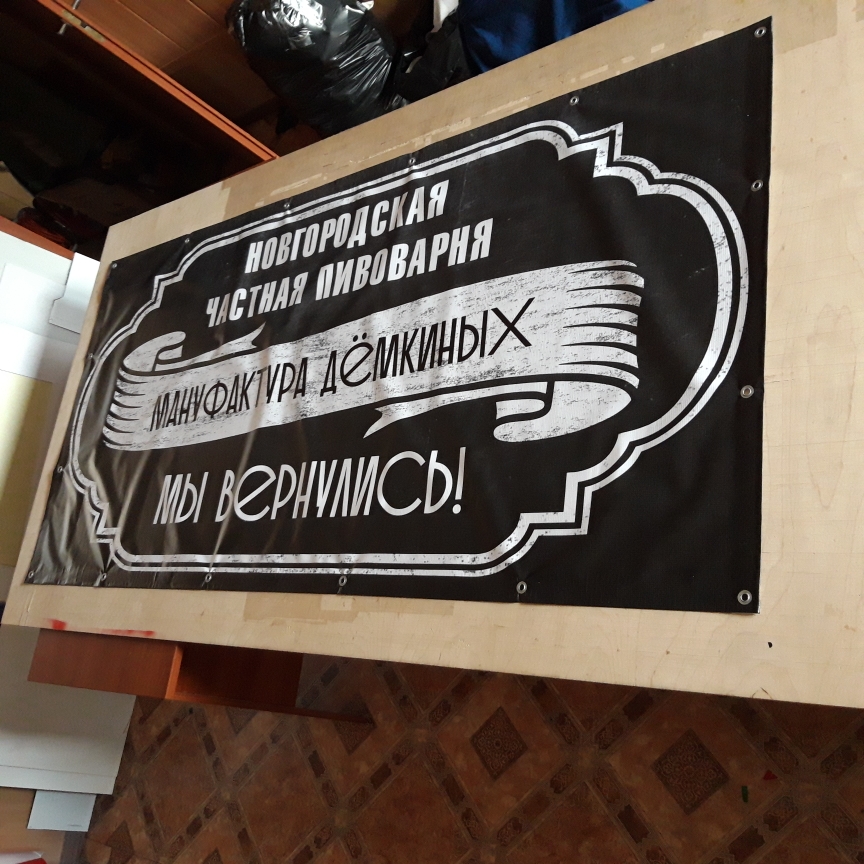 НОВГОРОДСКАЯ
ЧАСТНАЯ ПИВОВАРНЯ
МАНУФАКТУРА ДЁМКИНЫХ
МЫ ВЕРНУЛИСЬ!